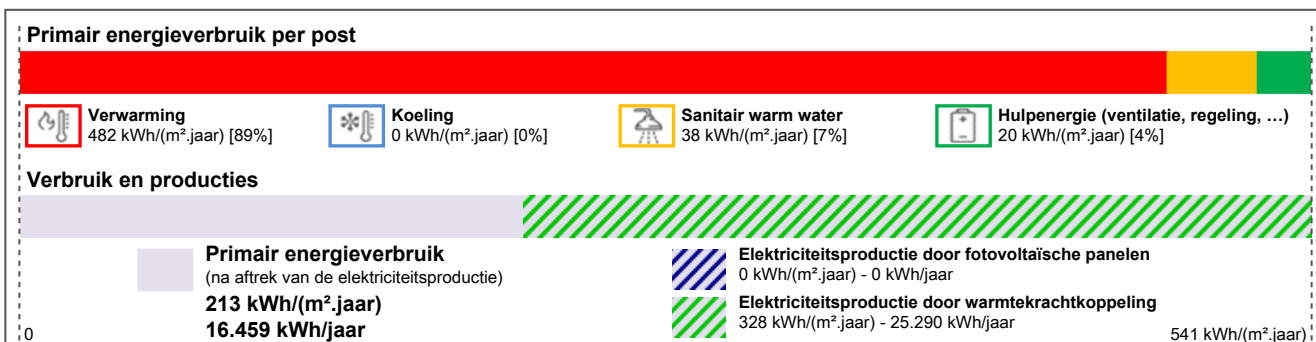 Primair energieverbruik per post
Verwarming
482 kWh/(m².jaar) [89%]
Koeling
0 kWh/(m².jaar) [0%]
Sanitair warm water
38 kWh/(m².jaar) [7%]
Hulpenergie (ventilatie, regeling, …)
20 kWh/(m².jaar) [4%]
Verbruik en producties
Primair energieverbruik
(na aftrek van de elektriciteitsproductie)
213 kWh/(m².jaar)
16.459 kWh/jaar
Elektriciteitsproductie door fotovoltaïsche panelen
0 kWh/(m².jaar) - 0 kWh/jaar
Elektriciteitsproductie door warmtekrachtkoppeling
328 kWh/(m².jaar) - 25.290 kWh/jaar
0
541 kWh/(m².jaar)